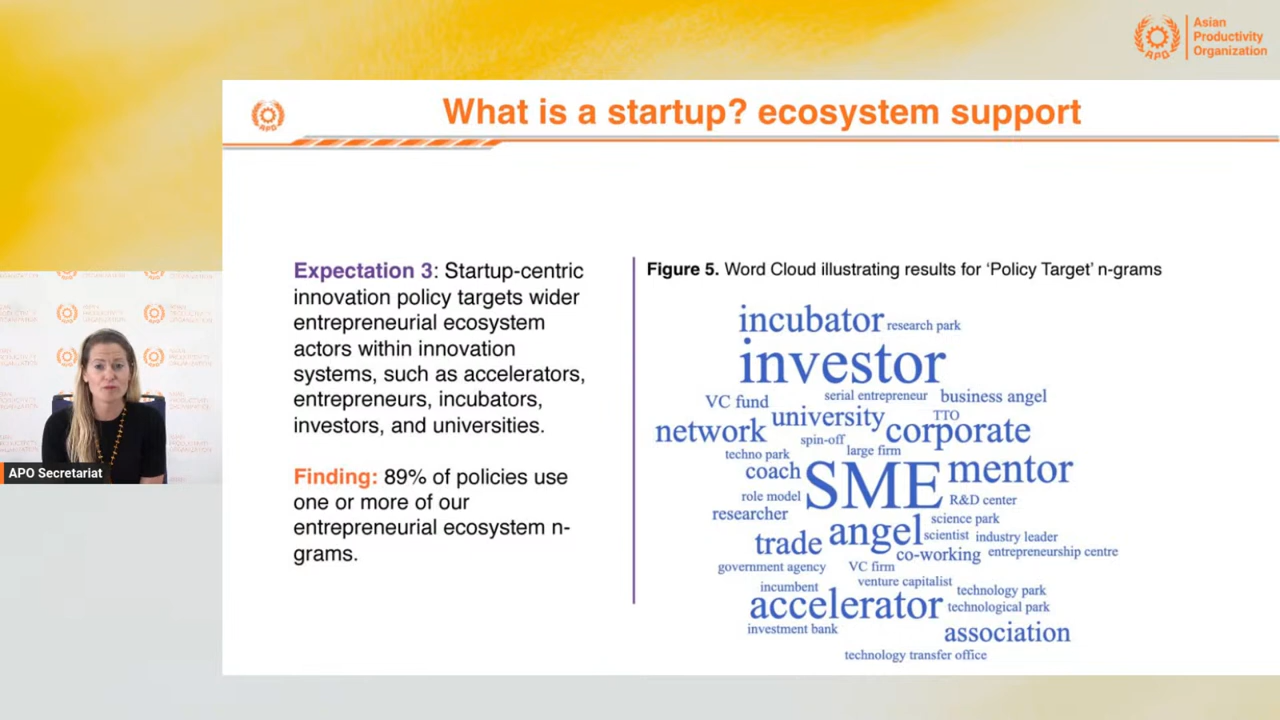 Asian
Productivity
Organization
APO
APO
What is a startup? ecosystem support
Expectation 3: Startup-centric
innovation policy targets wider
entrepreneurial ecosystem
actors within innovation
systems, such as accelerators,
entrepreneurs, incubators,
investors, and universities.
Finding: 89% of policies use
one or more of our
entrepreneurial ecosystem n-
grams.
Figure 5. Word Cloud illustrating results for ‘Policy Target’ n-grams
incubator research park
investor
serial entrepreneur business angel
VC fund university TTO
network spin-off corporate
techno park large firm
coach SME mentor
role model R&D center
researcher angel science park
trade scientist industry leader
co-working entrepreneurship centre
government agency VC firm
incumbent venture capitalist technology park
accelerator technological park
investment bank association
technology transfer office
APO Secretariat